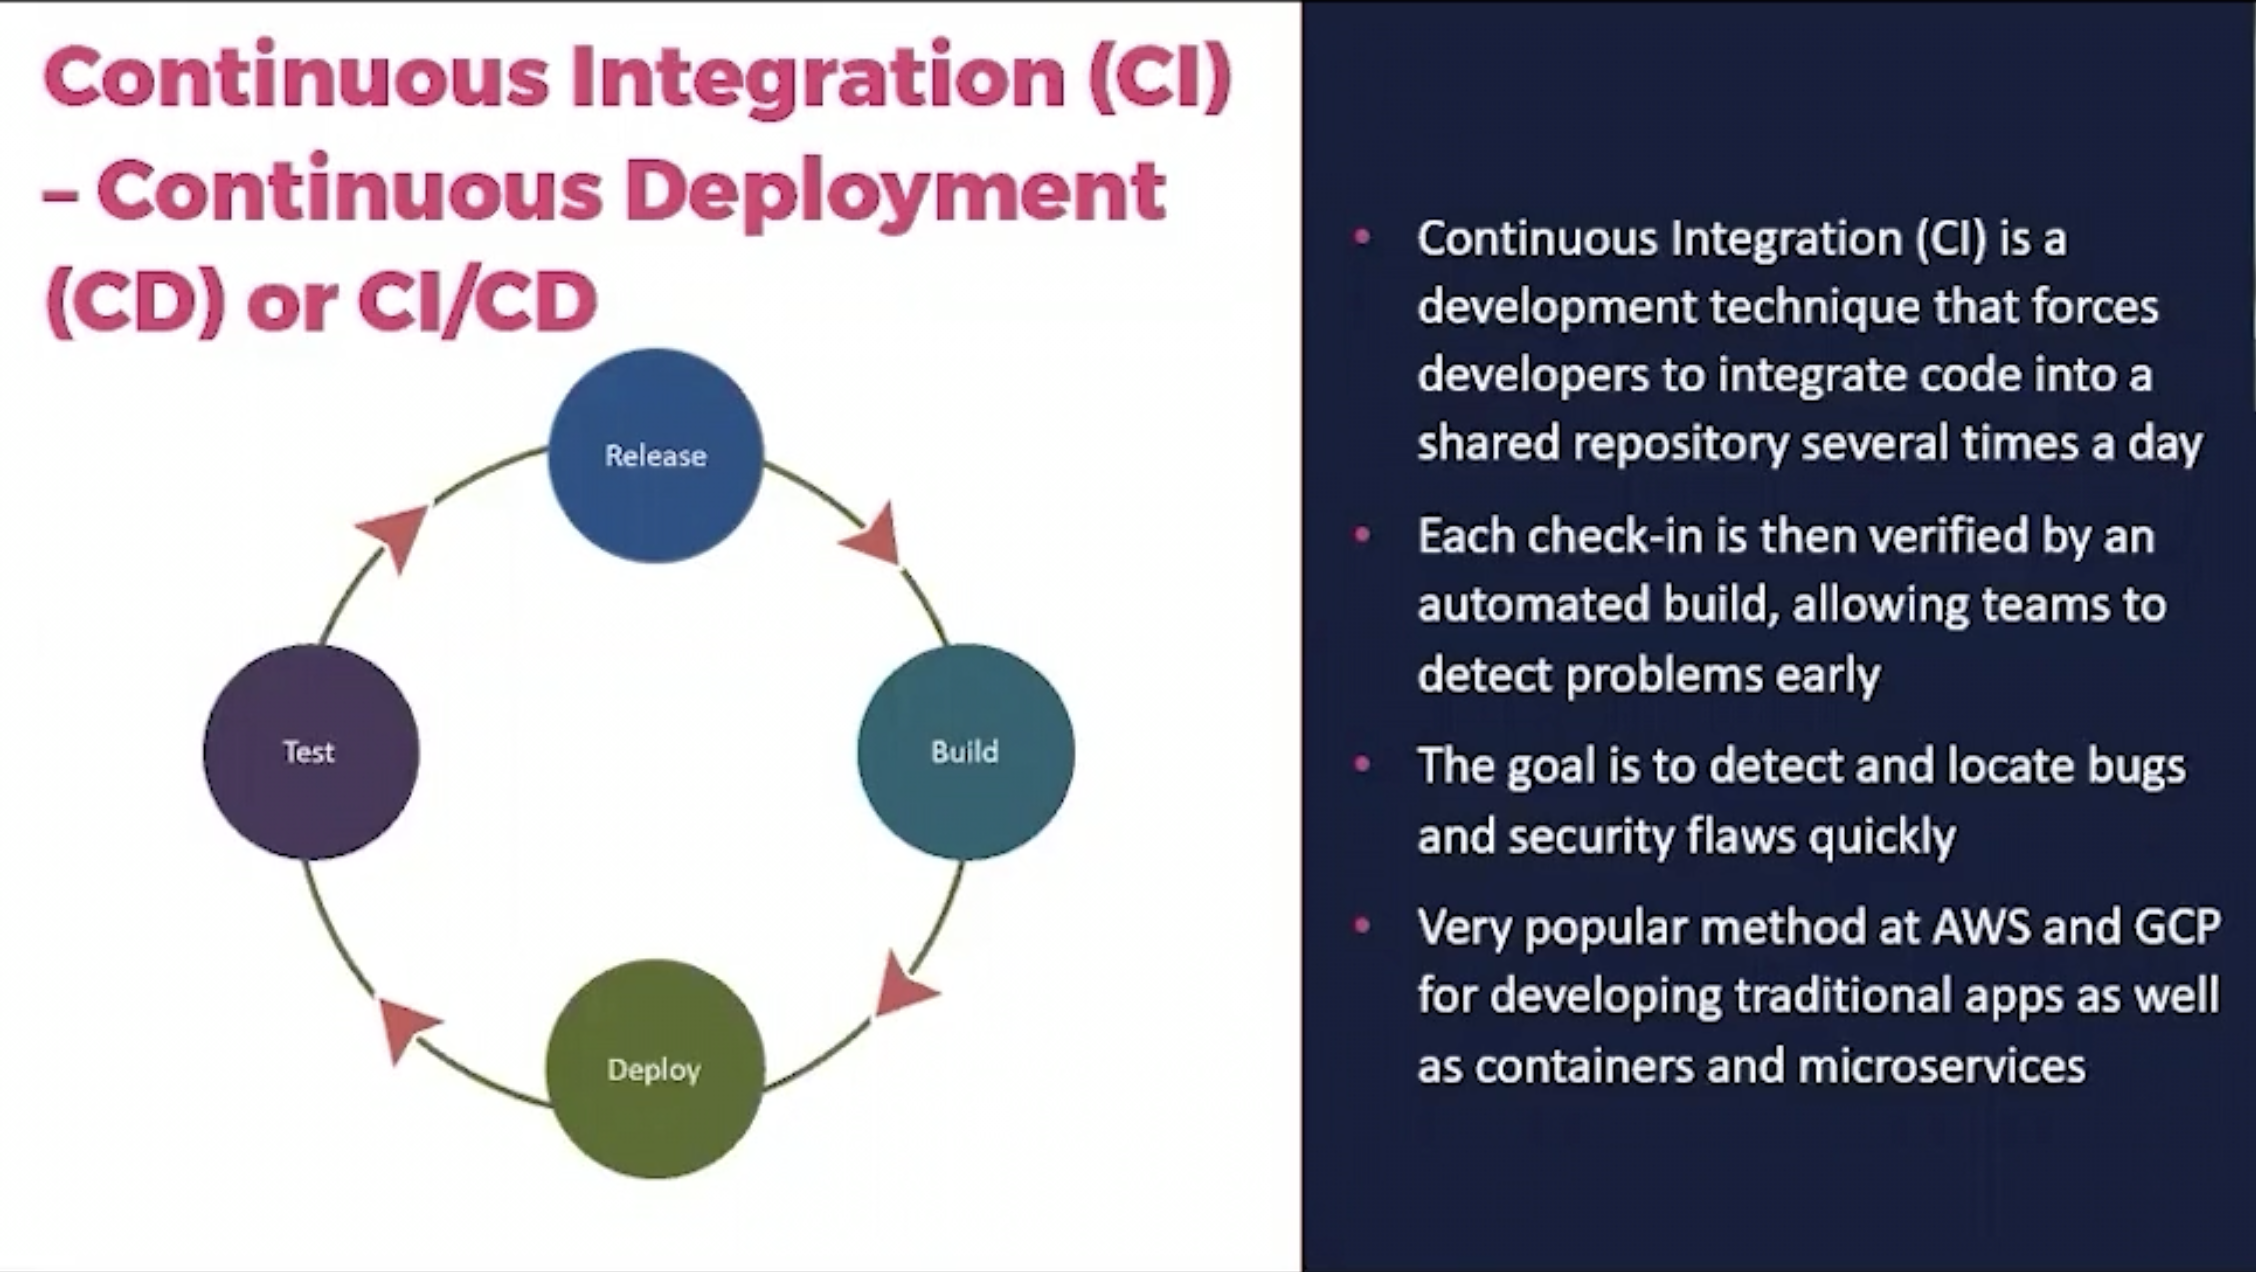 Continuous Integration (CI)
– Continuous Deployment
(CD) or CI/CD
Release
Build
Deploy
Test
• Continuous Integration (CI) is a
development technique that forces
developers to integrate code into a
shared repository several times a day
• Each check-in is then verified by an
automated build, allowing teams to
detect problems early
• The goal is to detect and locate bugs
and security flaws quickly
• Very popular method at AWS and GCP
for developing traditional apps as well
as containers and microservices